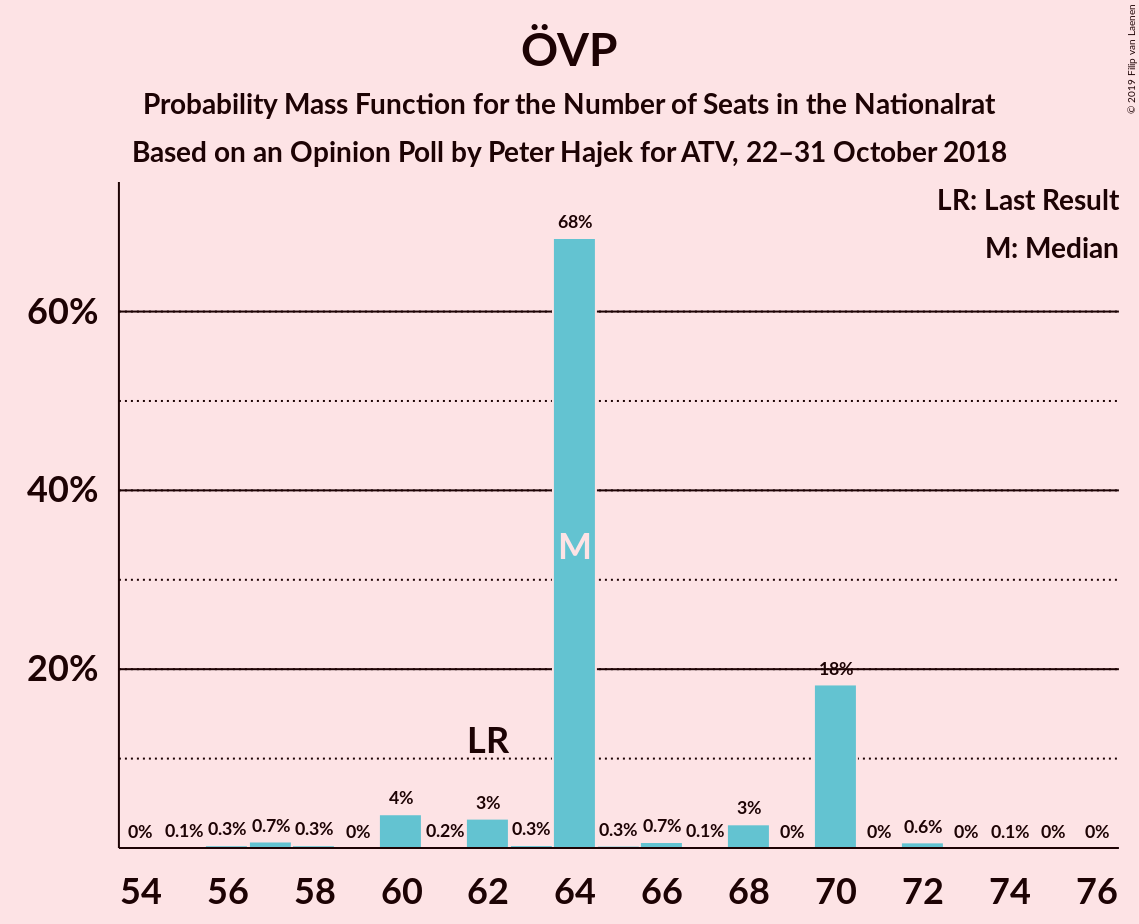 ÖVP
Probability Mass Function for the Number of Seats in the Nationalrat
Based on an Opinion Poll by Peter Hajek for ATV, 22–31 October 2018
© 2019 Filip van Laenen
LR: Last Result
M: Median
68%
60%
40%
M
20%
18%
LR
0% 0.1% 0.3% 0.7% 0.3% 0% 4% 0.2% 3% 0.3% 0.3% 0.7% 0.1% 3% 0% 0% 0.6% 0% 0.1% 0% 0%
54 56 58 60 62 64 66 68 70 72 74 76